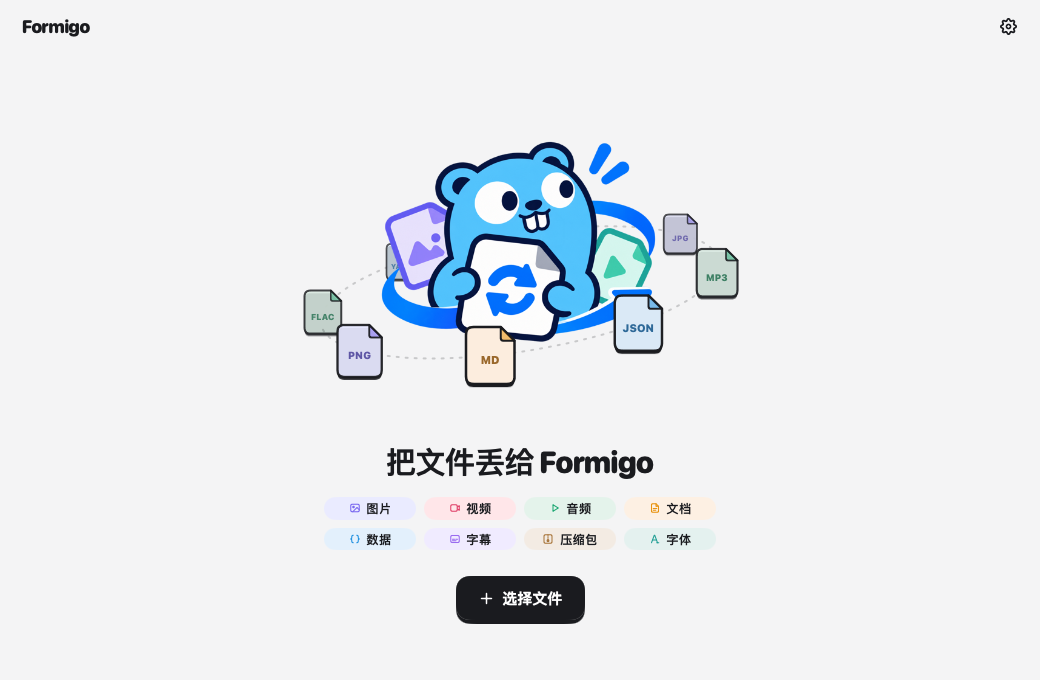 Formigo
JPG
MP3
FLAC
JSON
PNG
MD
把文件丢给 Formigo
图片 视频 音频 文档
数据 字幕 压缩包 字体
选择文件